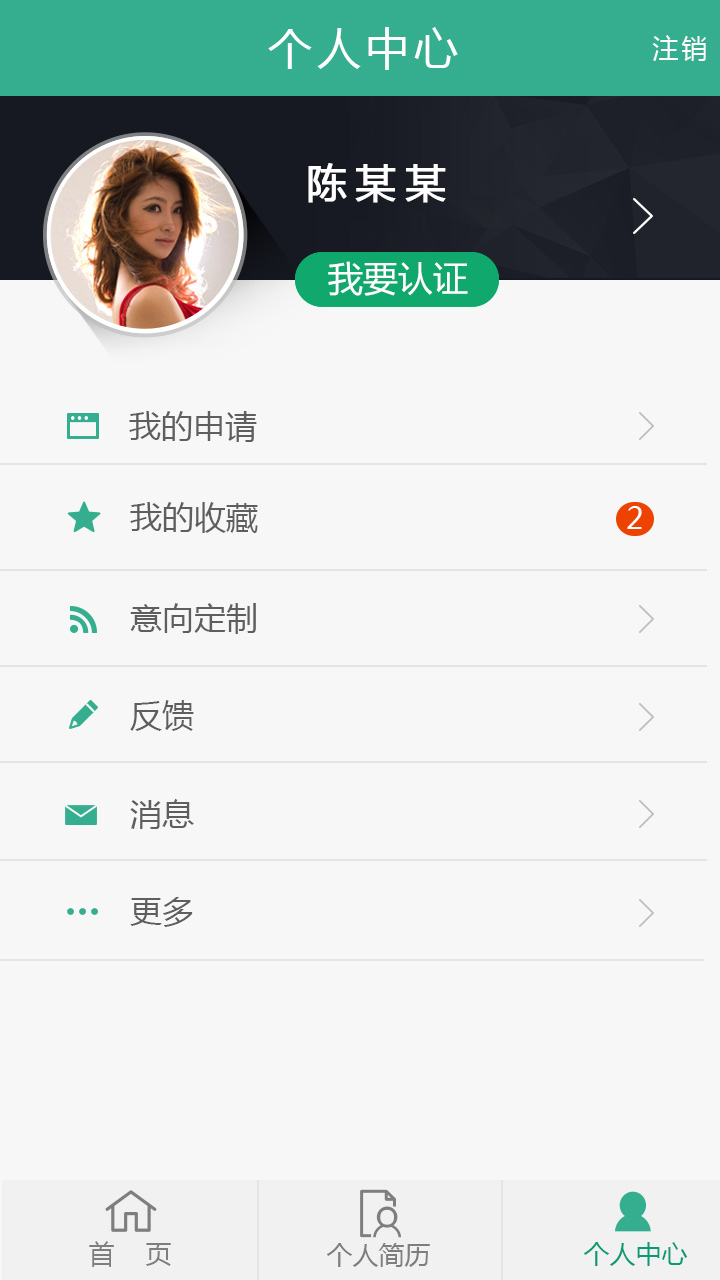 个人中心
注销
陈某某
我要认证
我的申请
我的收藏
2
意向定制
反馈
消息
更多
首 页
个人简历
个人中心